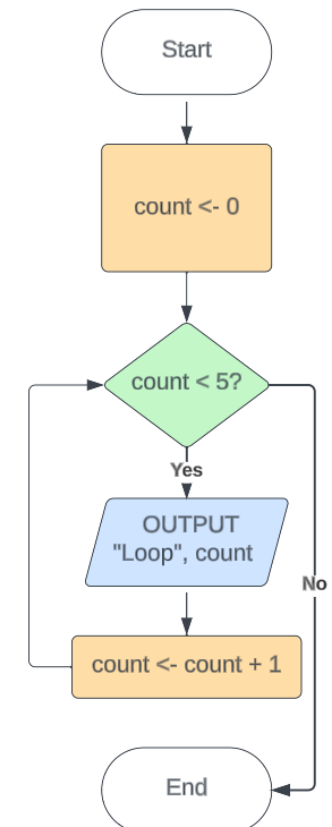 Start
count <- 0
count < 5?
Yes
OUTPUT
"Loop", count
No
count <- count + 1
End